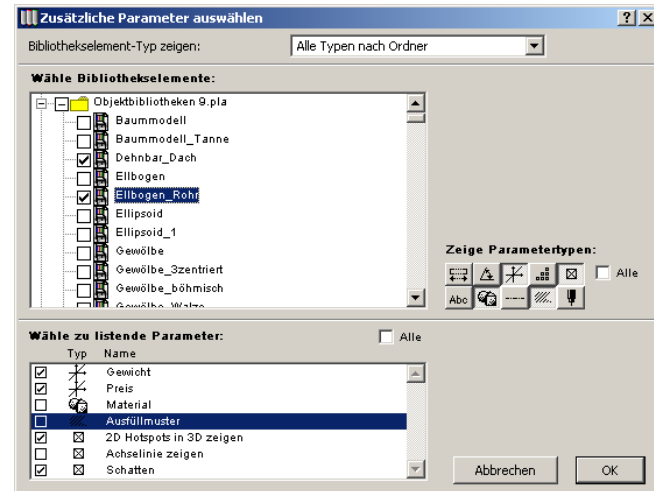 Zusätzliche Parameter auswählen
Bibliothekselement-Typ zeigen: Alle Typen nach Ordner
Wähle Bibliothekselemente:
Objektbibliotheken 9.pla
Baummodell
Baummodell_Tanne
Dehnbar_Dach
Ellbogen
Ellbogen_Rohr
Ellipsoid
Ellipsoid_1
Gewölbe
Gewölbe_3zentriert
Gewölbe_böhmisch
Gewölbe_Walze
Zeige Parametertypen:
Alle
Abc
Wähle zu listende Parameter: Alle
Typ Name
Gewicht
Preis
Material
Ausfüllmuster
2D Hotspots in 3D zeigen
Achselinie zeigen
Schatten
Abbrechen OK